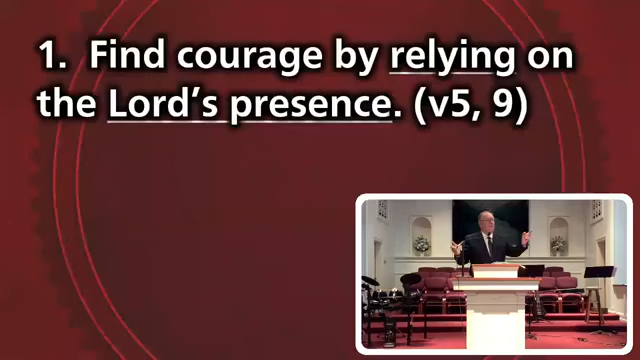 1. Find courage by relying on
the Lord's presence. (v5, 9)